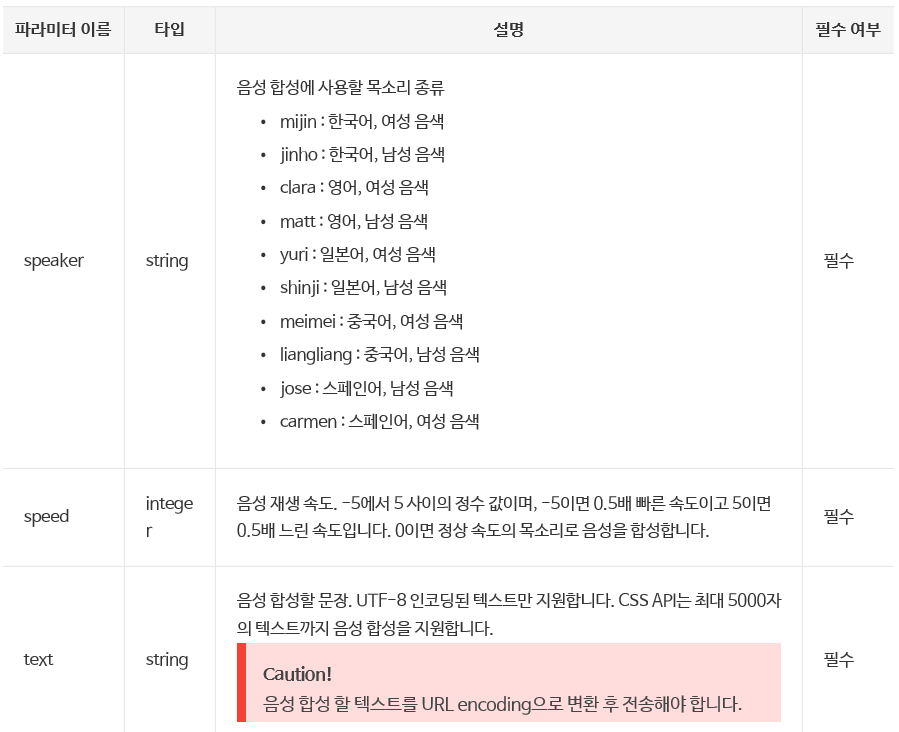 파라미터 이름 타입 설명 필수 여부
음성 합성에 사용할 목소리 종류
• mijin : 한국어, 여성 음색
• jinho : 한국어, 남성 음색
• clara : 영어, 여성 음색
• matt : 영어, 남성 음색
• yuri : 일본어, 여성 음색
speaker string 필수
• shinji : 일본어, 남성 음색
• meimei : 중국어, 여성 음색
• liangliang : 중국어, 남성 음색
• jose : 스페인어, 남성 음색
• carmen : 스페인어, 여성 음색
speed
intege
r
음성 재생 속도. -5에서 5 사이의 정수 값이며, -5이면 0.5배 빠른 속도이고 5이면
0.5배 느린 속도입니다. 0이면 정상 속도의 목소리로 음성을 합성합니다.
필수
text string
음성 합성할 문장. UTF-8 인코딩된 텍스트만 지원합니다. CSS API는 최대 5000자
의 텍스트까지 음성 합성을 지원합니다.
Caution!
음성 합성 할 텍스트를 URL encoding으로 변환 후 전송해야 합니다.
필수